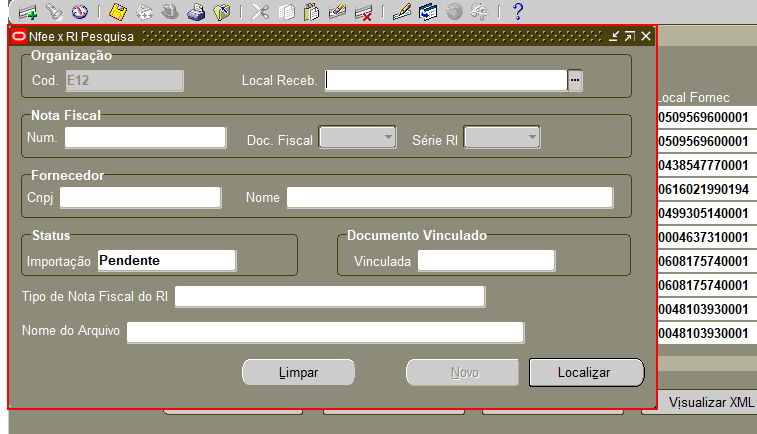 Nfee x RI Pesquisa
Organização
Cod. E12 Local Receb. ...
Nota Fiscal
Num. Doc. Fiscal Série RI
Fornecedor
Cnpj Nome
Status Documento Vinculado
Importação Pendente Vinculada
Tipo de Nota Fiscal do RI
Nome do Arquivo
Limpar Novo Localizar
Local Fornec
0509569600001
0509569600001
0438547770001
0616021990194
0499305140001
0004637310001
0608175740001
0608175740001
0048103930001
0048103930001
Visualizar XML